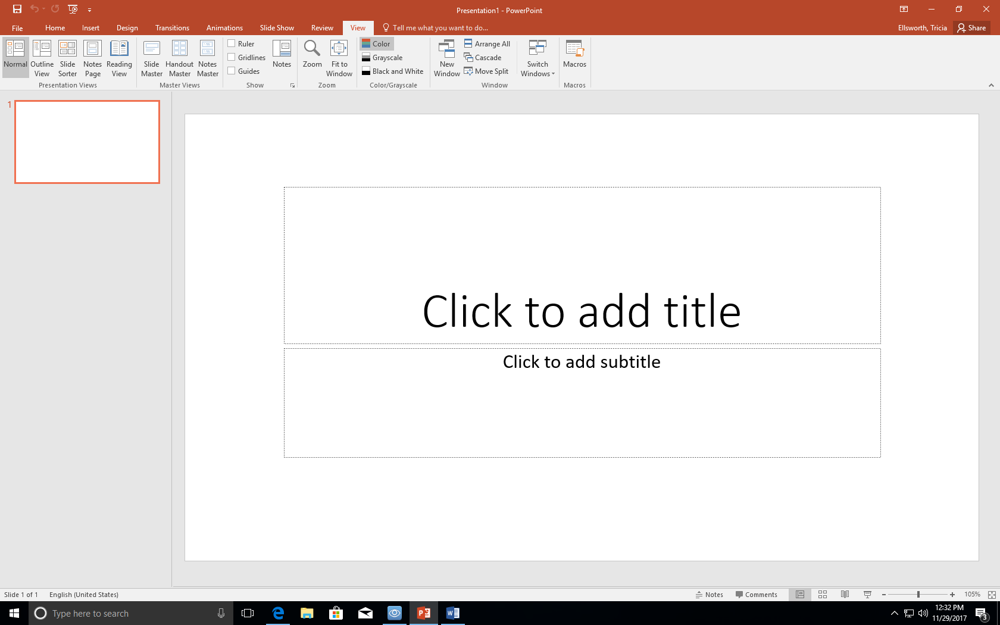 Presentation1 - PowerPoint
File Home Insert Design Transitions Animations Slide Show Review View Tell me what you want to do... Ellsworth, Tricia Share
Normal
Outline View
Slide Sorter
Notes Page
Reading View
Presentation Views
Slide Master
Handout Master
Notes Master
Master Views
Ruler
Gridlines
Guides
Notes
Show
Zoom
Fit to Window
Zoom
Color
Grayscale
Black and White
Color/Grayscale
New Window
Arrange All
Cascade
Move Split
Switch Windows
Window
Macros
Macros
1
Click to add title
Click to add subtitle
Slide 1 of 1 English (United States) Notes Comments 105%
Type here to search
P
W
12:32 PM
11/29/2017
3